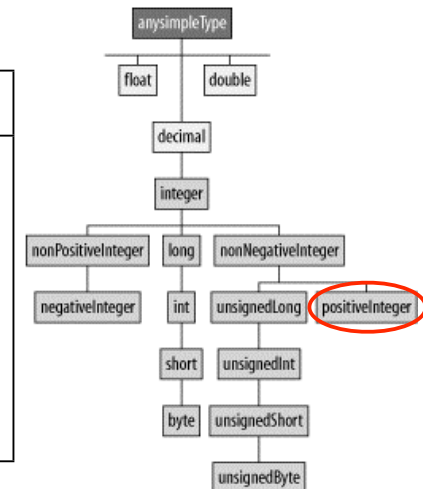 anysimpleType
float double
decimal
integer
nonPositiveInteger long nonNegativeInteger
negativeInteger int unsignedLong positiveInteger
short unsignedInt
byte unsignedShort
unsignedByte